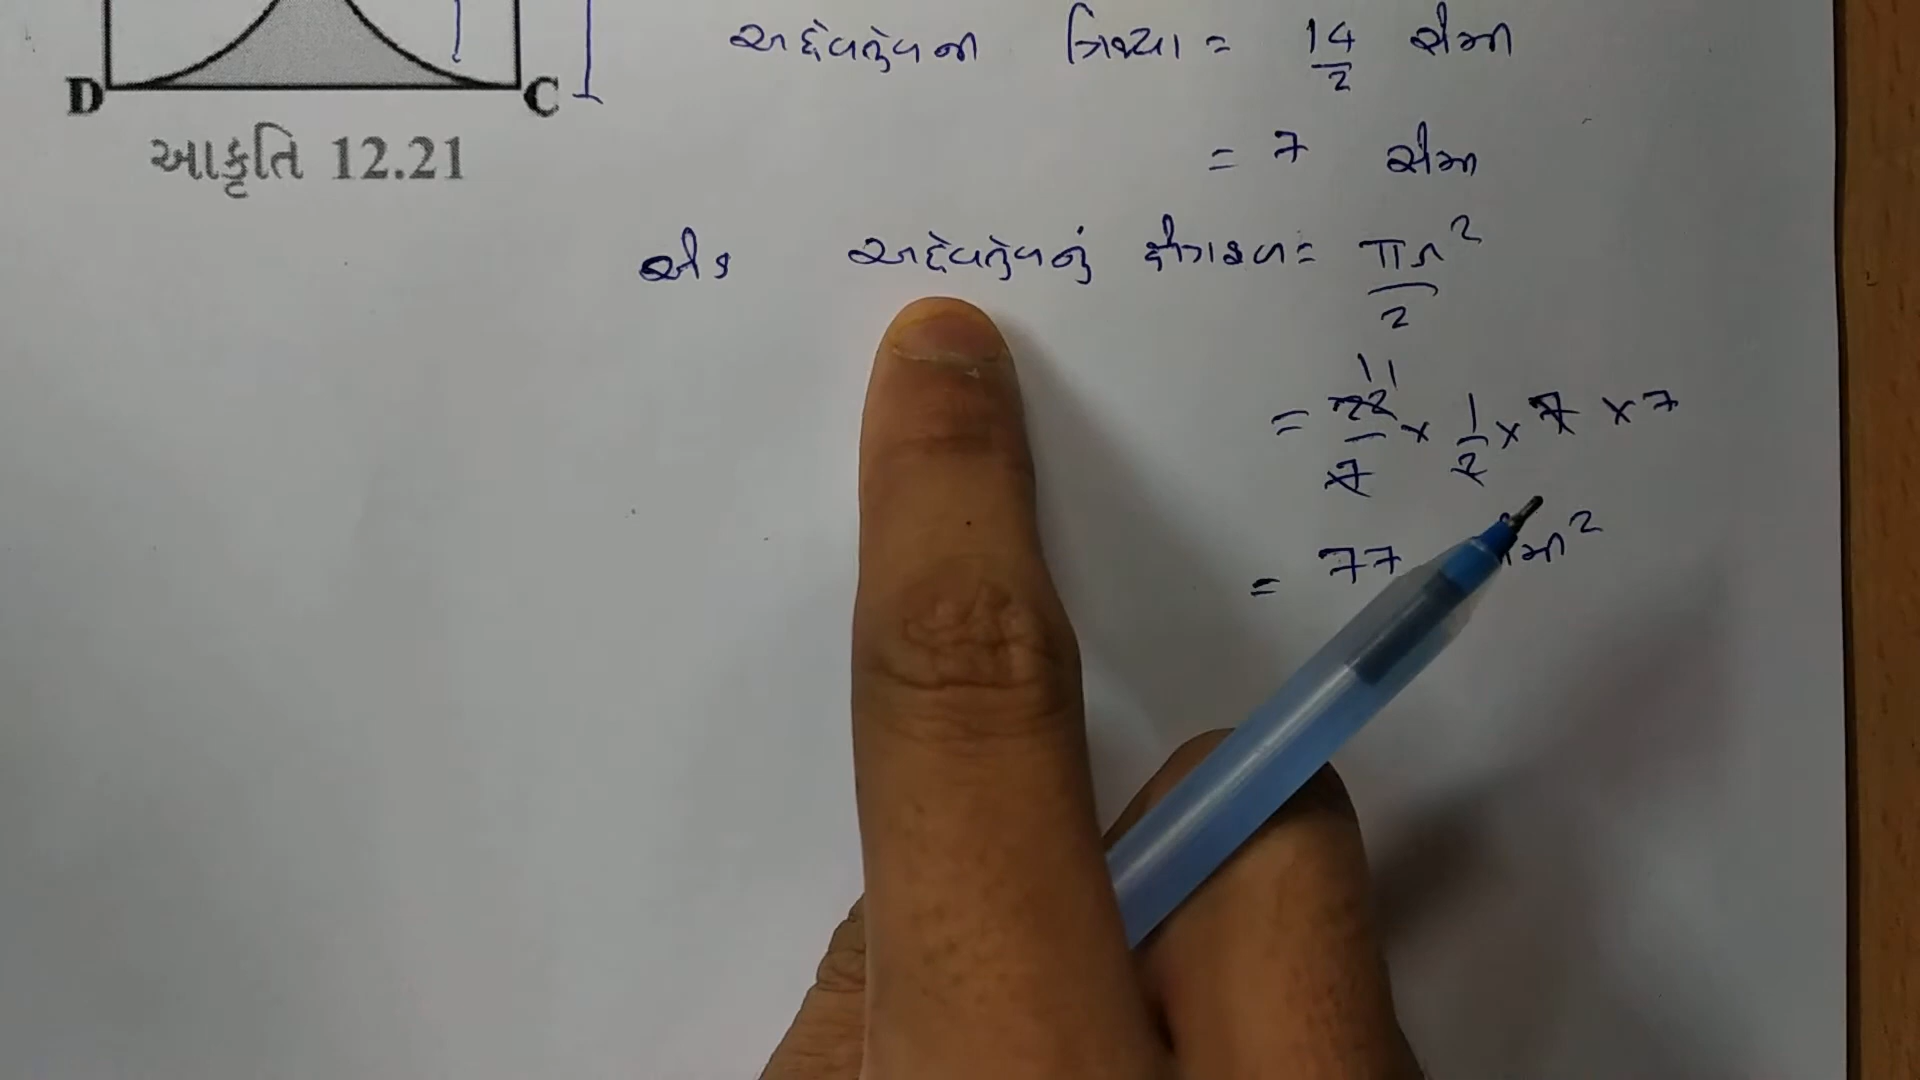 અર્ધવર્તુળની ત્રિજ્યા = 14/2 સેમી
= 7 સેમી
D C
આકૃતિ 12.21
એક અર્ધવર્તુળનું ક્ષેત્રફળ = πr²/2
= 22/7 × 1/2 × 7 × 7
11
= 77 સેમી²